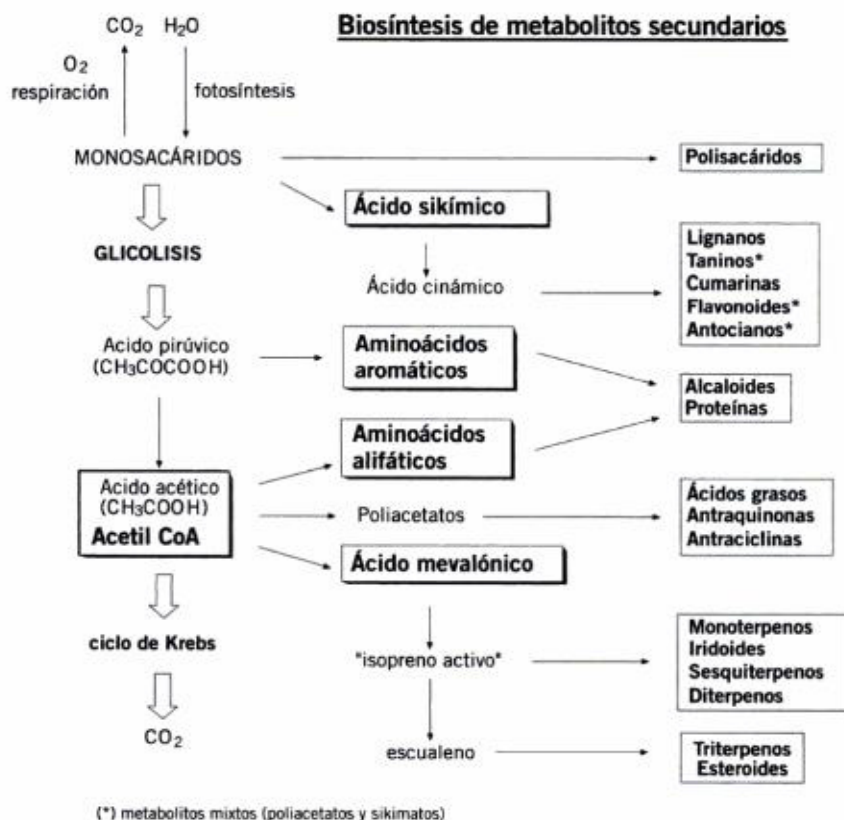 Biosíntesis de metabolitos secundarios
CO2 H2O
O2
respiración
fotosíntesis
MONOSACÁRIDOS
Polisacáridos
Ácido sikímico
GLICOLISIS
Ácido cinámico
Lignanos
Taninos*
Cumarinas
Flavonoides*
Antocianos*
Acido pirúvico
(CH3COCOOH)
Aminoácidos
aromáticos
Alcaloides
Proteínas
Aminoácidos
alifáticos
Acido acético
(CH3COOH)
Acetil CoA
Poliacetatos
Ácidos grasos
Antraquinonas
Antraciclinas
Ácido mevalónico
ciclo de Krebs
"isopreno activo"
Monoterpenos
Iridoides
Sesquiterpenos
Diterpenos
CO2
escualeno
Triterpenos
Esteroides
(*) metabolitos mixtos (poliacetatos y sikimatos)